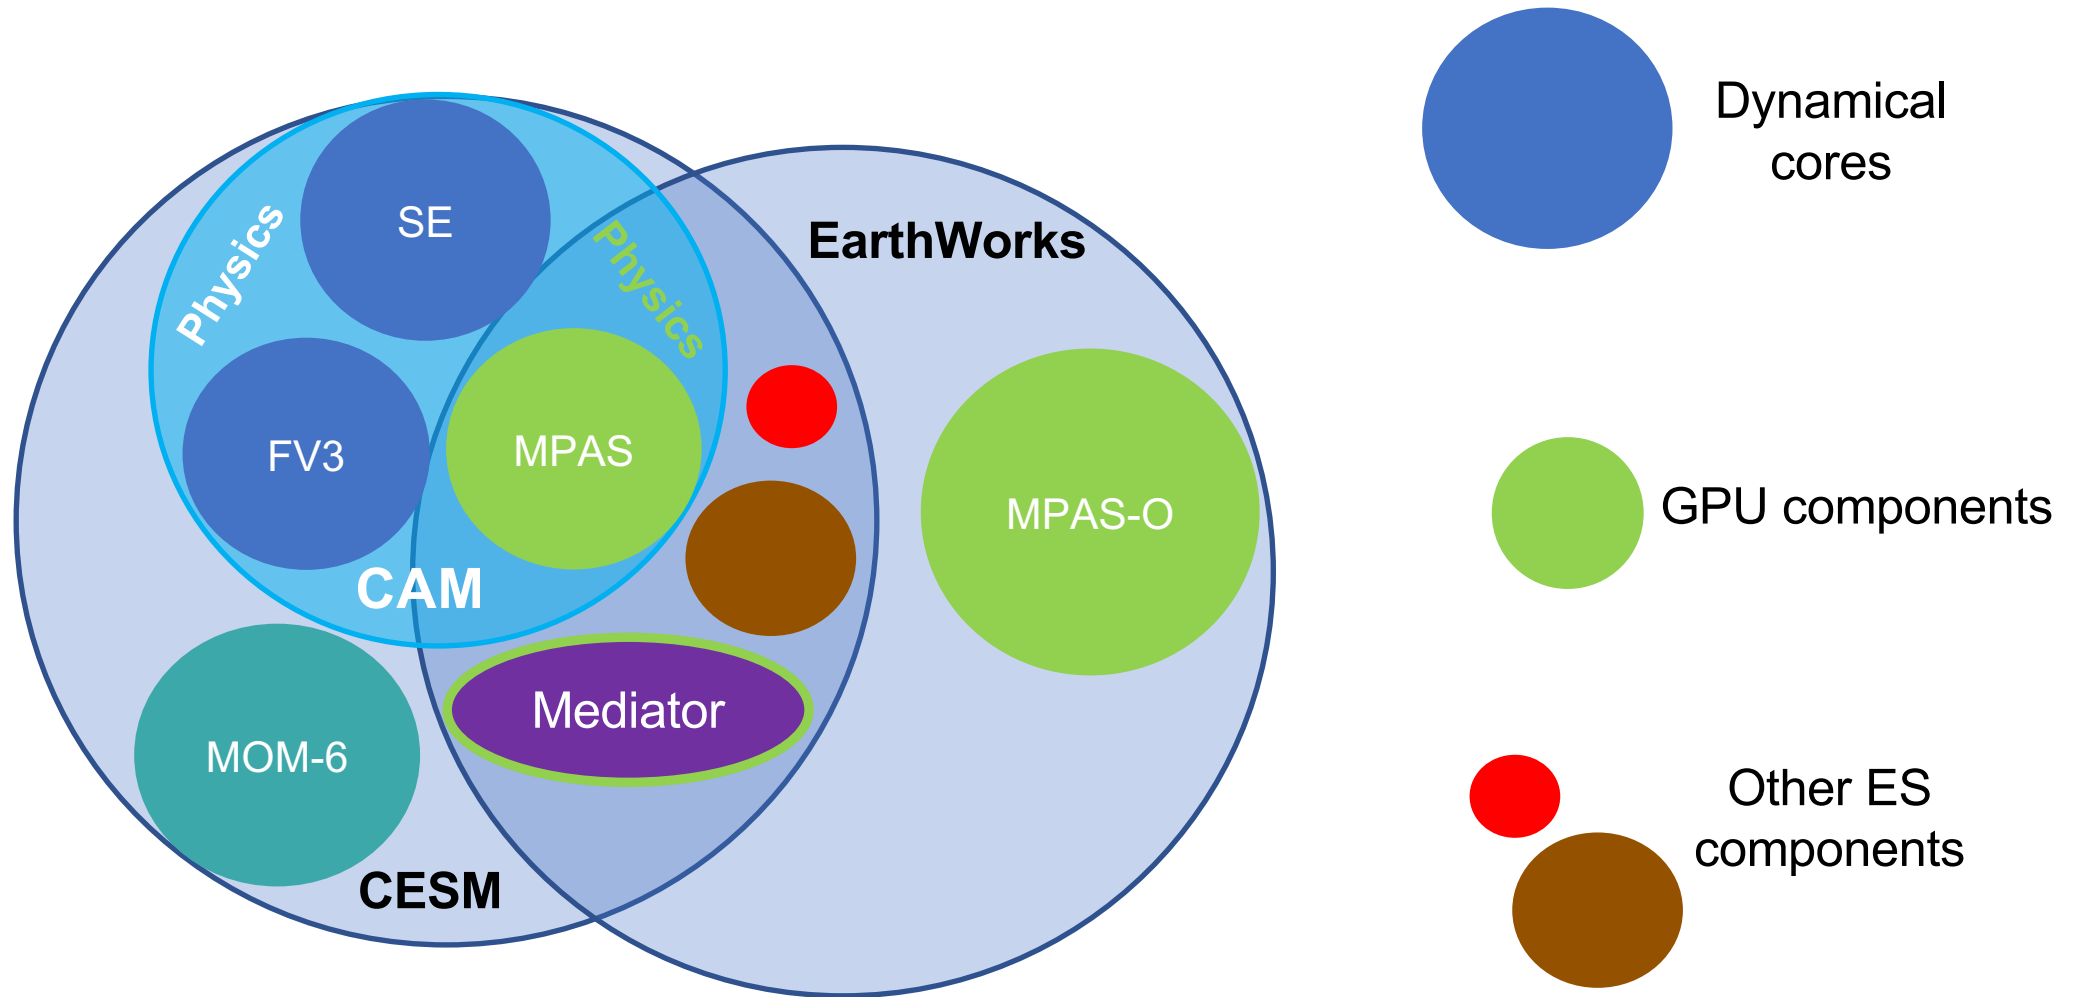 SE
Physics
Physics
EarthWorks
FV3
MPAS
MPAS-O
CAM
Mediator
MOM-6
CESM
Dynamical
cores
GPU components
Other ES
components